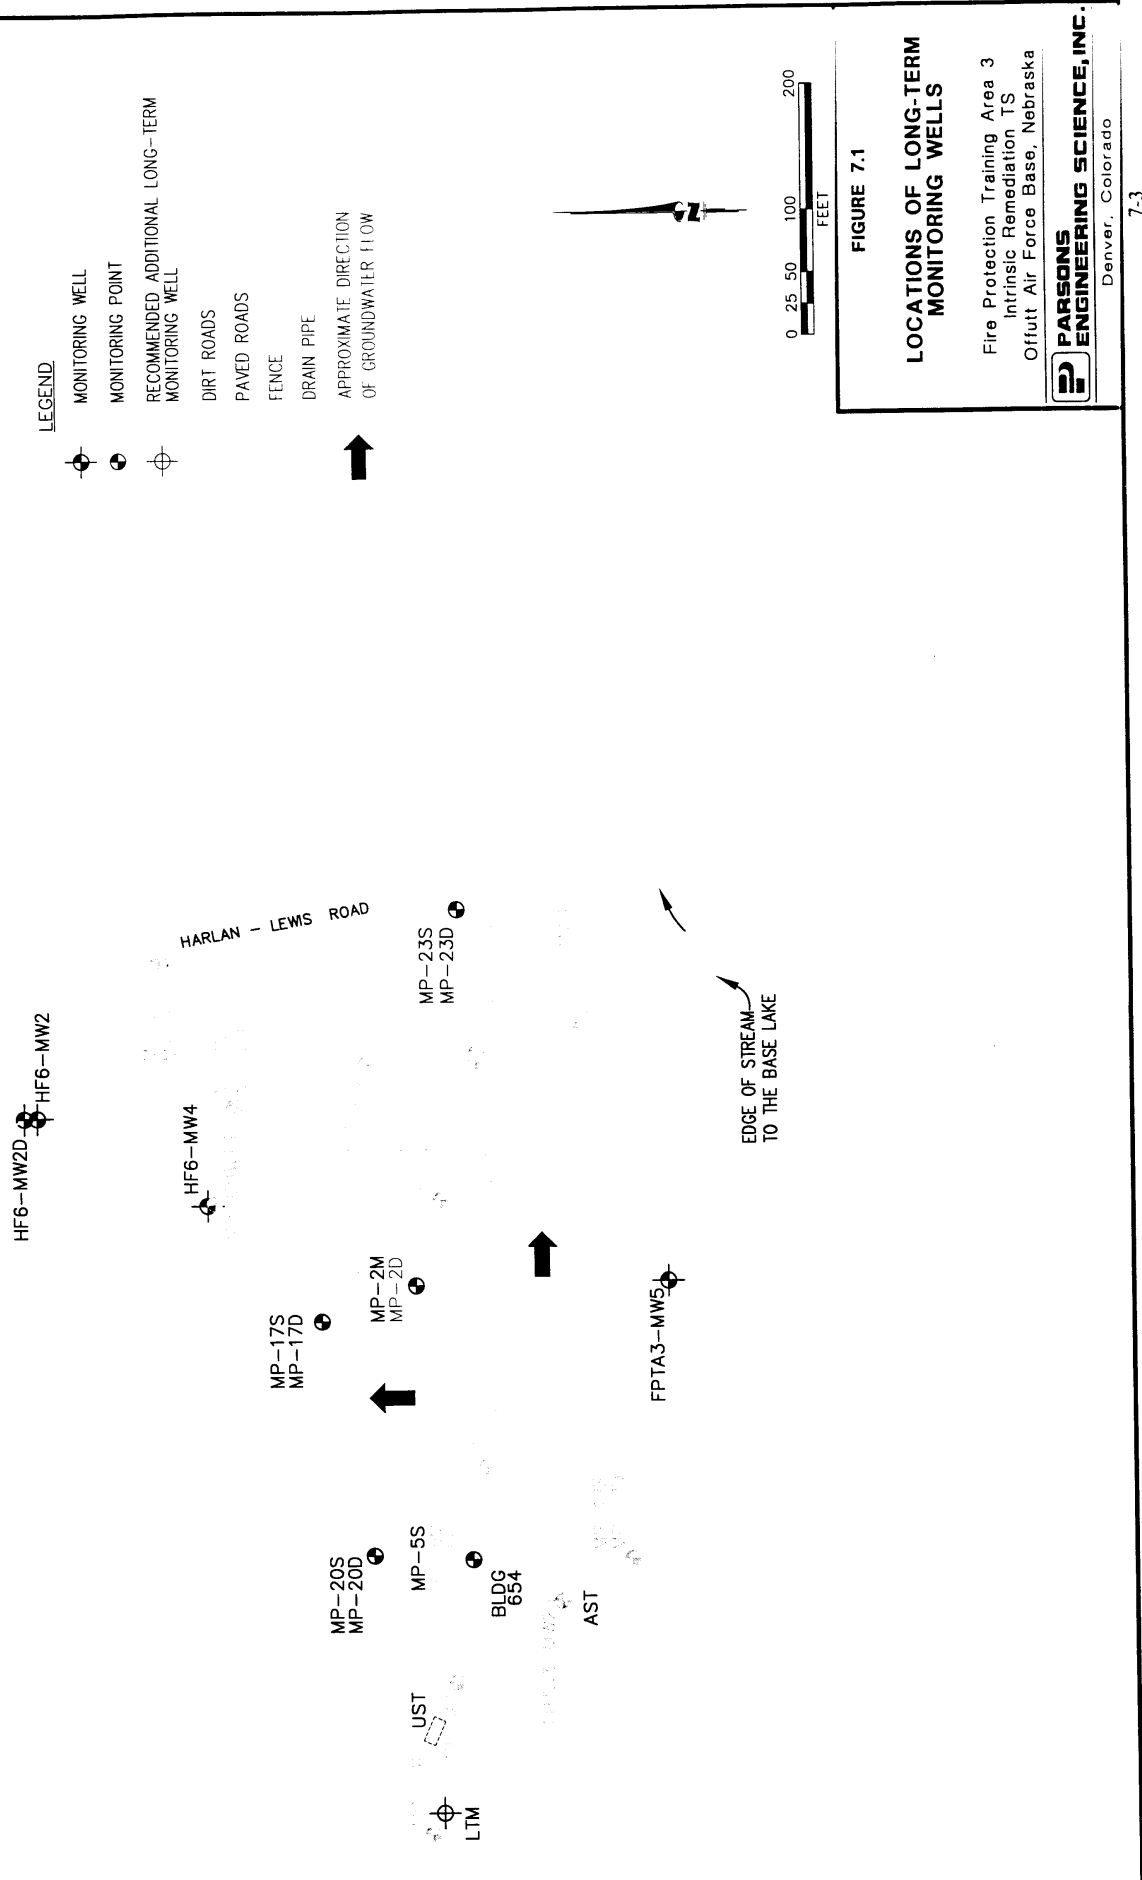 LEGEND
MONITORING WELL
MONITORING POINT
RECOMMENDED ADDITIONAL LONG-TERM
MONITORING WELL
DIRT ROADS
PAVED ROADS
FENCE
DRAIN PIPE
APPROXIMATE DIRECTION
OF GROUNDWATER FLOW
HF6-MW2D
HF6-MW2
HF6-MW4
HARLAN - LEWIS ROAD
MP-17S
MP-17D
MP-2M
MP-2D
MP-23S
MP-23D
MP-20S
MP-20D
MP-5S
BLDG
654
UST
AST
LTM
FPTA3-MW5
EDGE OF STREAM
TO THE BASE LAKE
N
0 25 50 100 200
FEET
FIGURE 7.1
LOCATIONS OF LONG-TERM
MONITORING WELLS
Fire Protection Training Area 3
Intrinsic Remediation TS
Offutt Air Force Base, Nebraska
PARSONS
ENGINEERING SCIENCE, INC.
Denver, Colorado
7-3